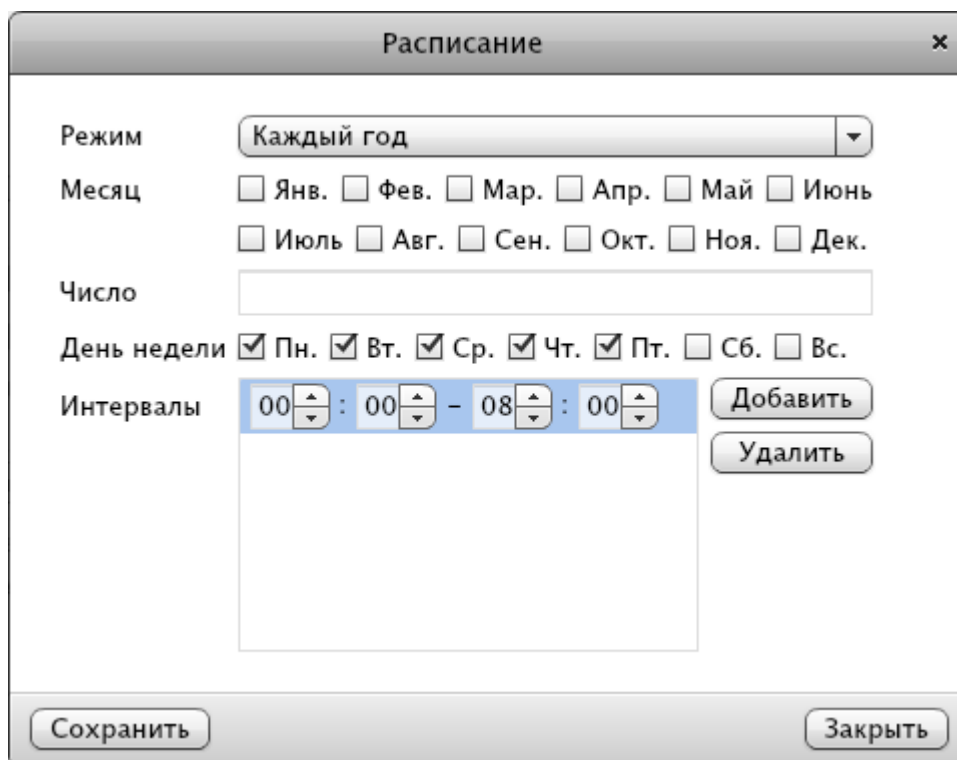 Расписание
Режим Каждый год
Месяц Янв. Фев. Мар. Апр. Май Июнь
Июль Авг. Сен. Окт. Ноя. Дек.
Число
День недели Пн. Вт. Ср. Чт. Пт. Сб. Вс.
Интервалы 00 : 00 – 08 : 00 Добавить
Удалить
Сохранить Закрыть